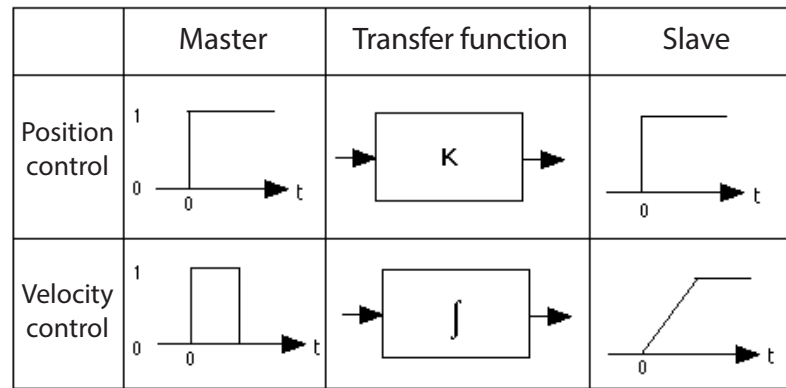 Master Transfer function Slave
Position
control
1
0
0
t
K
0
t
Velocity
control
1
0
0
t
∫
0
t